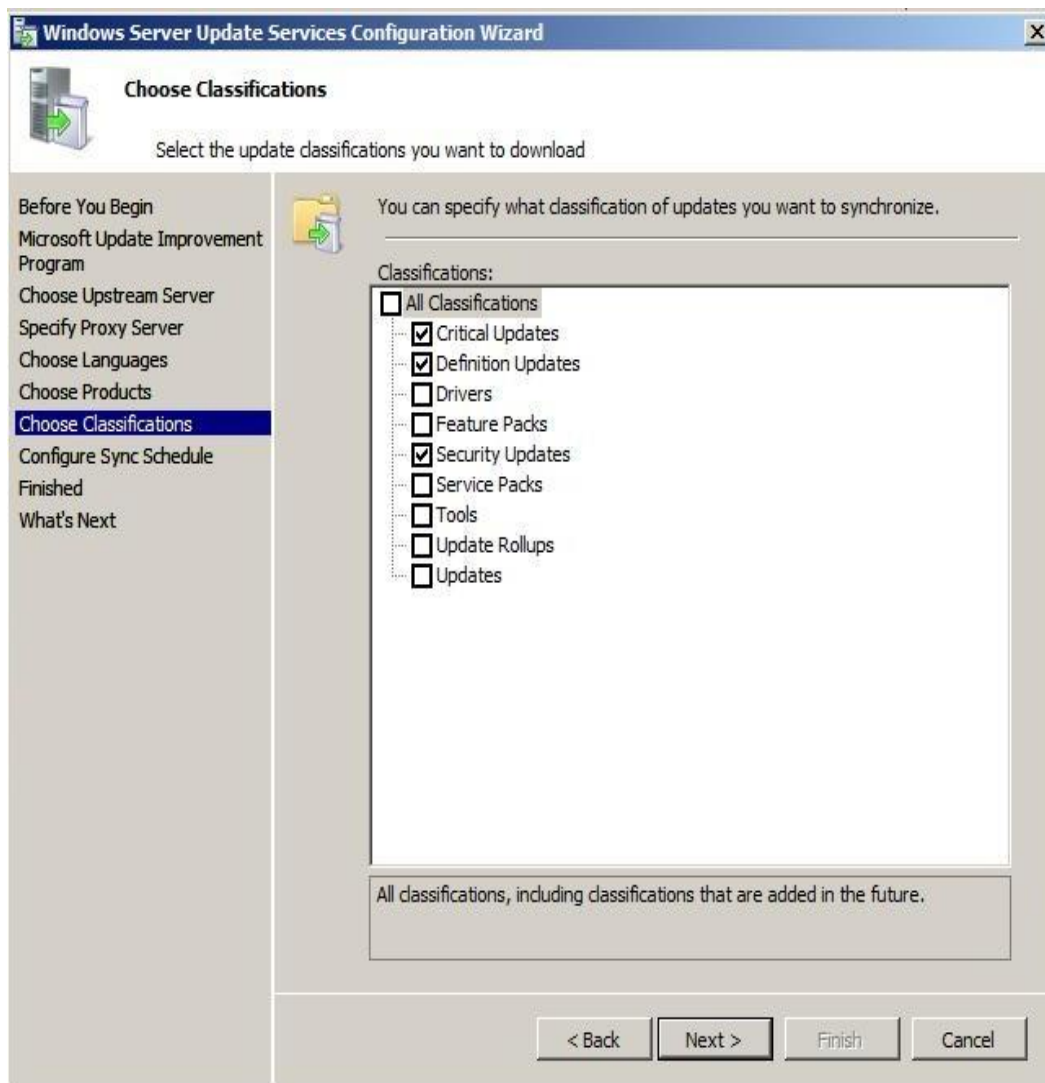 Windows Server Update Services Configuration Wizard
Choose Classifications
Select the update classifications you want to download
Before You Begin
Microsoft Update Improvement
Program
Choose Upstream Server
Specify Proxy Server
Choose Languages
Choose Products
Choose Classifications
Configure Sync Schedule
Finished
What's Next
You can specify what classification of updates you want to synchronize.
Classifications:
All Classifications
Critical Updates
Definition Updates
Drivers
Feature Packs
Security Updates
Service Packs
Tools
Update Rollups
Updates
All classifications, including classifications that are added in the future.
< Back Next > Finish Cancel